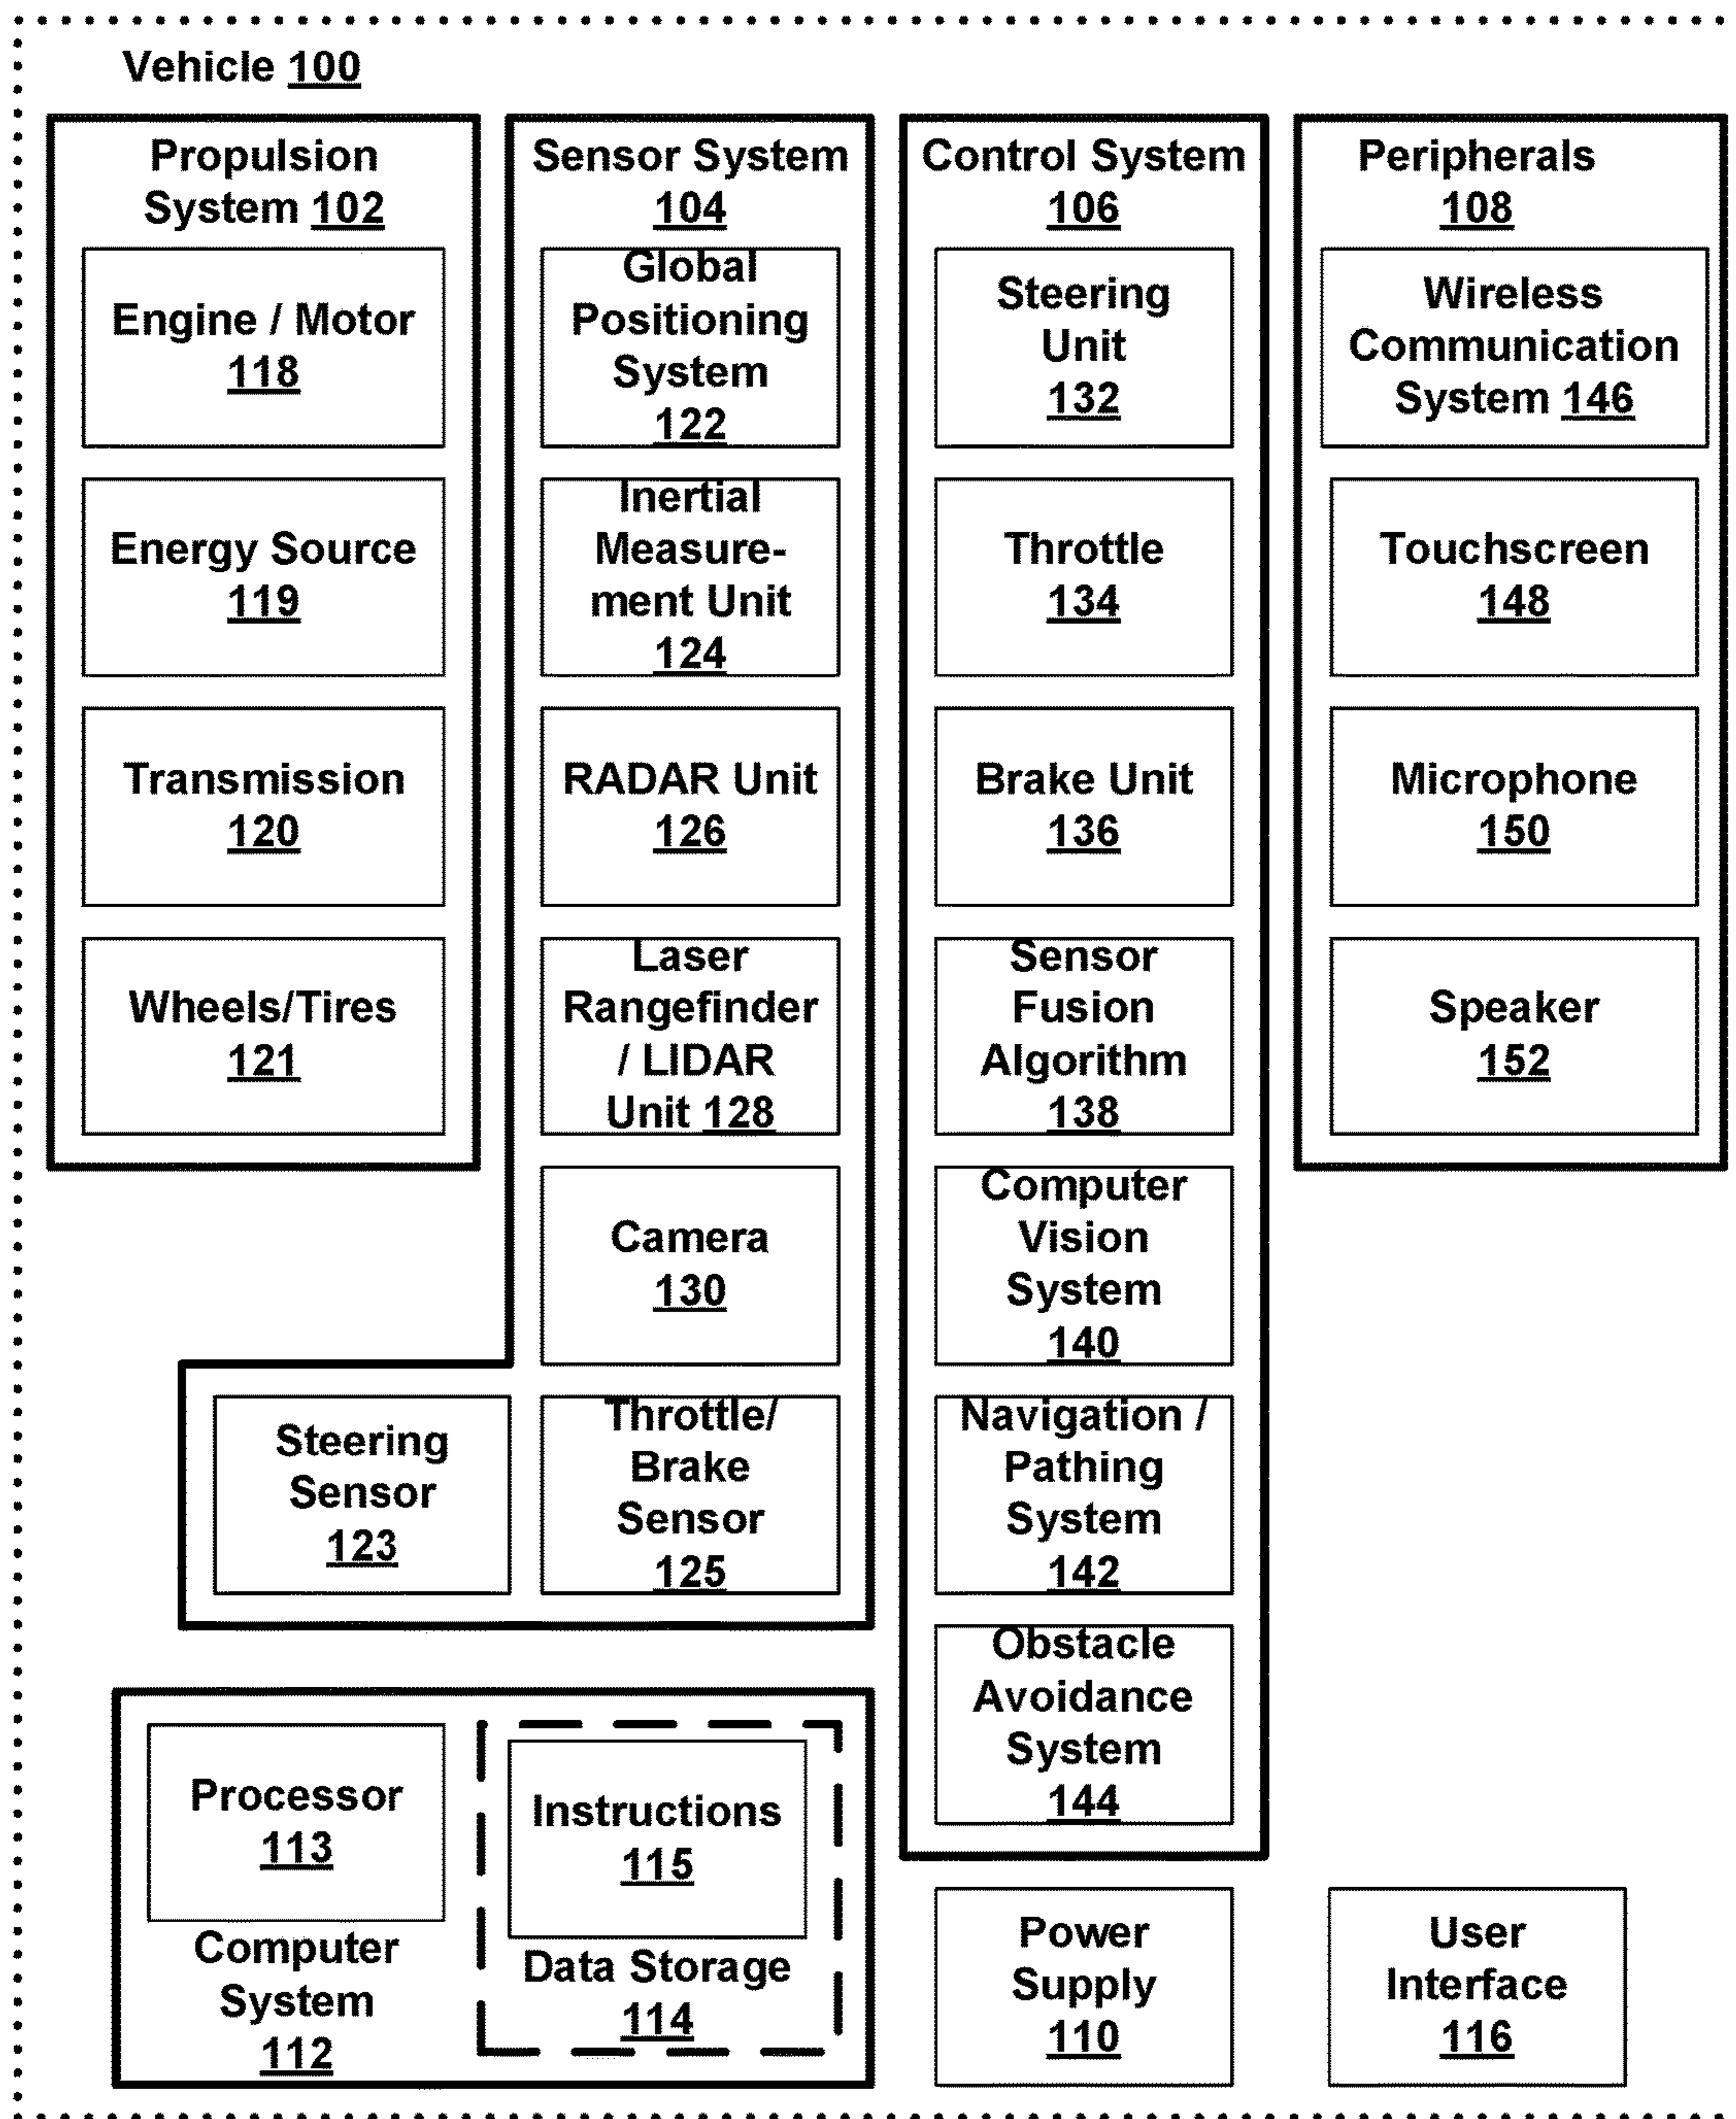 Vehicle 100
Propulsion
System 102
Engine / Motor
118
Energy Source
119
Transmission
120
Wheels/Tires
121
Sensor System
104
Global
Positioning
System
122
Inertial
Measure-
ment Unit
124
RADAR Unit
126
Laser
Rangefinder
/ LIDAR
Unit 128
Camera
130
Steering
Sensor
123
Throttle/
Brake
Sensor
125
Control System
106
Steering
Unit
132
Throttle
134
Brake Unit
136
Sensor
Fusion
Algorithm
138
Computer
Vision
System
140
Navigation /
Pathing
System
142
Obstacle
Avoidance
System
144
Peripherals
108
Wireless
Communication
System 146
Touchscreen
148
Microphone
150
Speaker
152
Processor
113
Computer
System
112
Instructions
115
Data Storage
114
Power
Supply
110
User
Interface
116